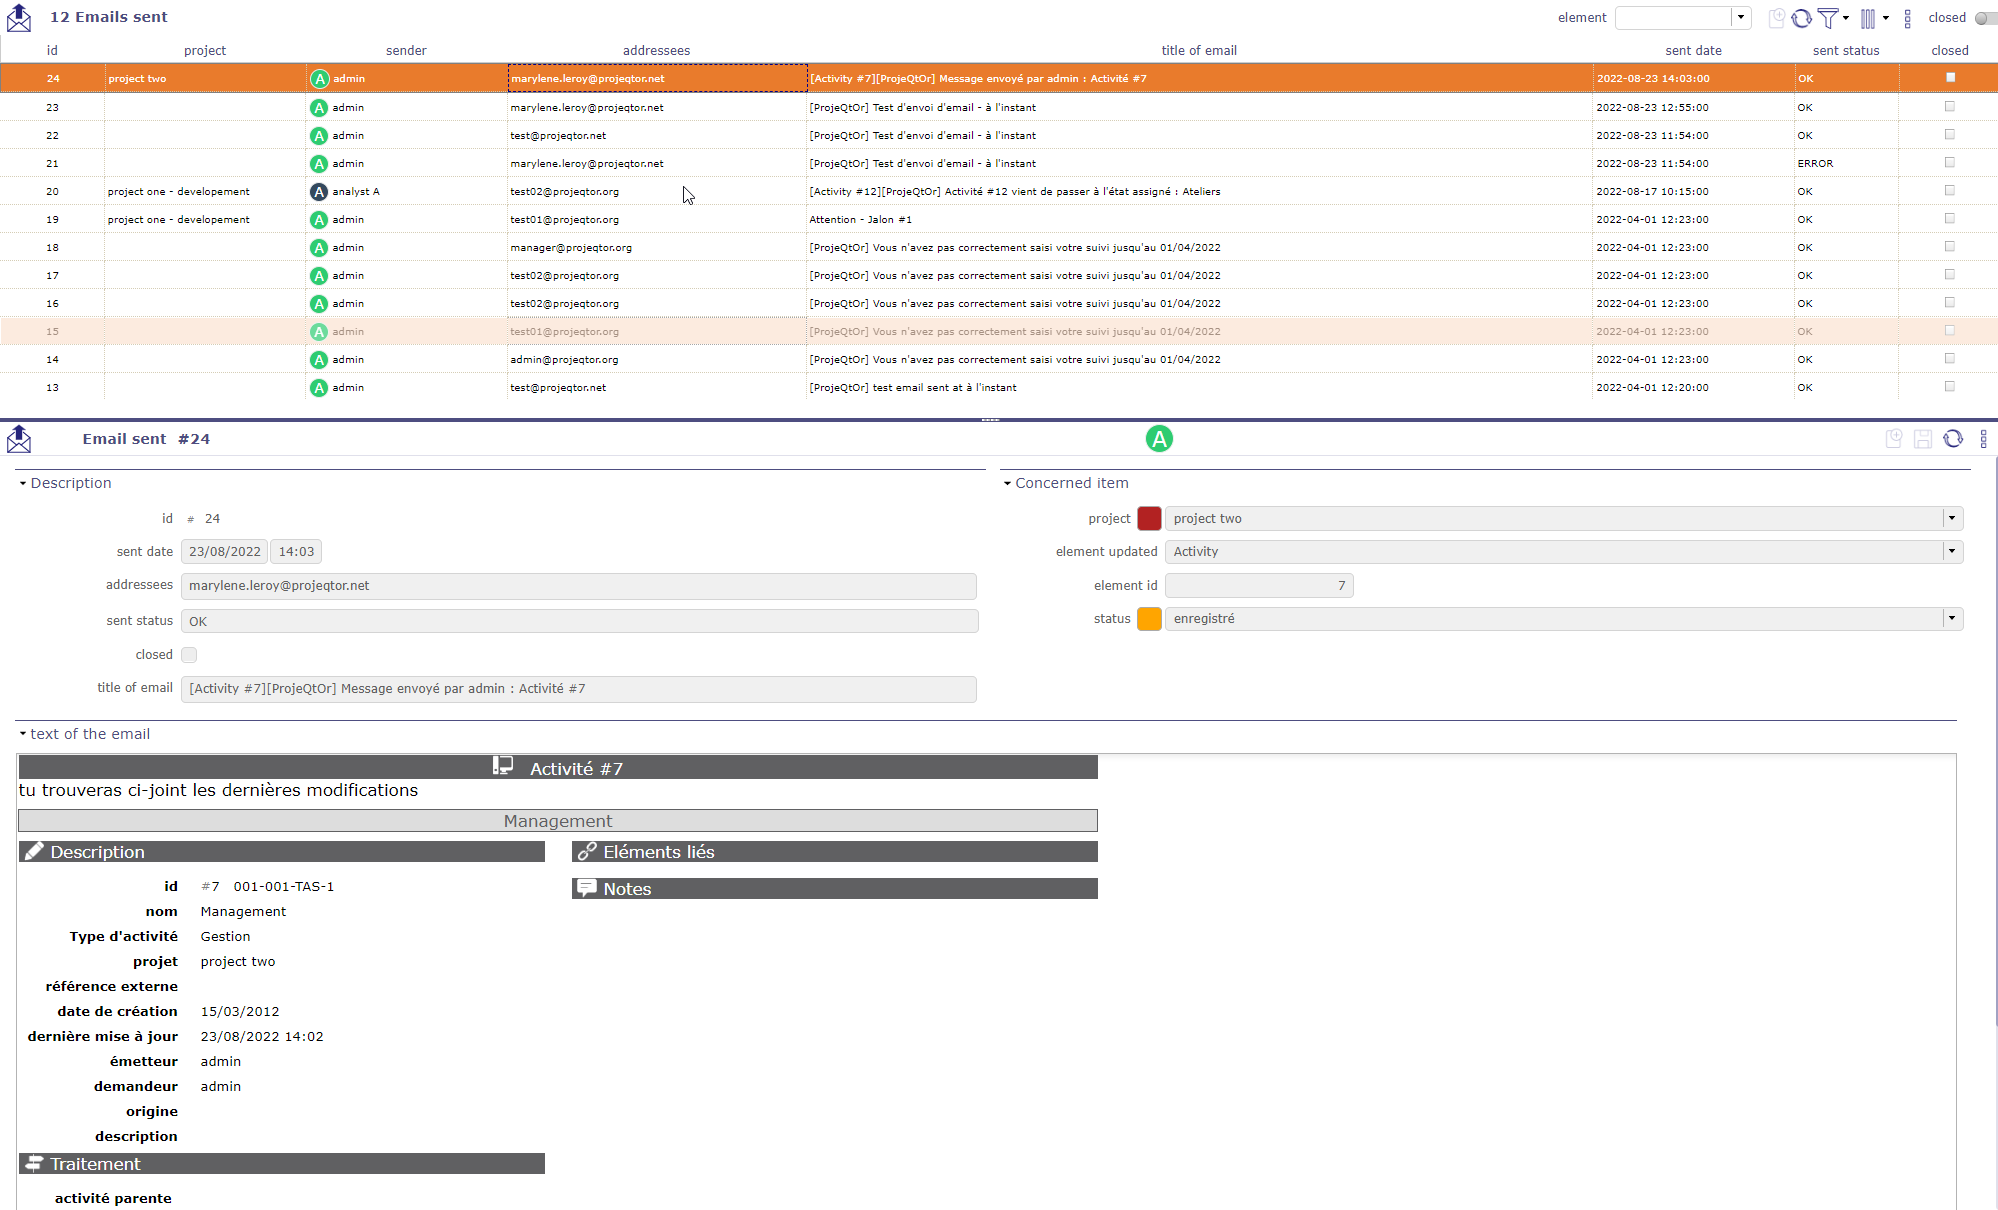 12 Emails sent element closed
id project sender addressees title of email sent date sent status closed
24 project two A admin marylene.leroy@projeqtor.net [Activity #7][ProjeQtOr] Message envoyé par admin : Activité #7 2022-08-23 14:03:00 OK
23 A admin marylene.leroy@projeqtor.net [ProjeQtOr] Test d'envoi d'email - à l'instant 2022-08-23 12:55:00 OK
22 A admin test@projeqtor.net [ProjeQtOr] Test d'envoi d'email - à l'instant 2022-08-23 11:54:00 OK
21 A admin marylene.leroy@projeqtor.net [ProjeQtOr] Test d'envoi d'email - à l'instant 2022-08-23 11:54:00 ERROR
20 project one - developement A analyst A test02@projeqtor.org [Activity #12][ProjeQtOr] Activité #12 vient de passer à l'état assigné : Ateliers 2022-08-17 10:15:00 OK
19 project one - developement A admin test01@projeqtor.org Attention - Jalon #1 2022-04-01 12:23:00 OK
18 A admin manager@projeqtor.org [ProjeQtOr] Vous n'avez pas correctement saisi votre suivi jusqu'au 01/04/2022 2022-04-01 12:23:00 OK
17 A admin test02@projeqtor.org [ProjeQtOr] Vous n'avez pas correctement saisi votre suivi jusqu'au 01/04/2022 2022-04-01 12:23:00 OK
16 A admin test02@projeqtor.org [ProjeQtOr] Vous n'avez pas correctement saisi votre suivi jusqu'au 01/04/2022 2022-04-01 12:23:00 OK
15 A admin test01@projeqtor.org [ProjeQtOr] Vous n'avez pas correctement saisi votre suivi jusqu'au 01/04/2022 2022-04-01 12:23:00 OK
14 A admin admin@projeqtor.org [ProjeQtOr] Vous n'avez pas correctement saisi votre suivi jusqu'au 01/04/2022 2022-04-01 12:23:00 OK
13 A admin test@projeqtor.net [ProjeQtOr] test email sent at à l'instant 2022-04-01 12:20:00 OK
Email sent #24 A
Description
id # 24
sent date 23/08/2022 14:03
addressees marylene.leroy@projeqtor.net
sent status OK
closed
title of email [Activity #7][ProjeQtOr] Message envoyé par admin : Activité #7
Concerned item
project project two
element updated Activity
element id 7
status enregistré
text of the email
Activité #7
tu trouveras ci-joint les dernières modifications
Management
Description
id #7 001-001-TAS-1
nom Management
Type d'activité Gestion
projet project two
référence externe
date de création 15/03/2012
dernière mise à jour 23/08/2022 14:02
émetteur admin
demandeur admin
origine
description
Traitement
activité parente
Eléments liés
Notes